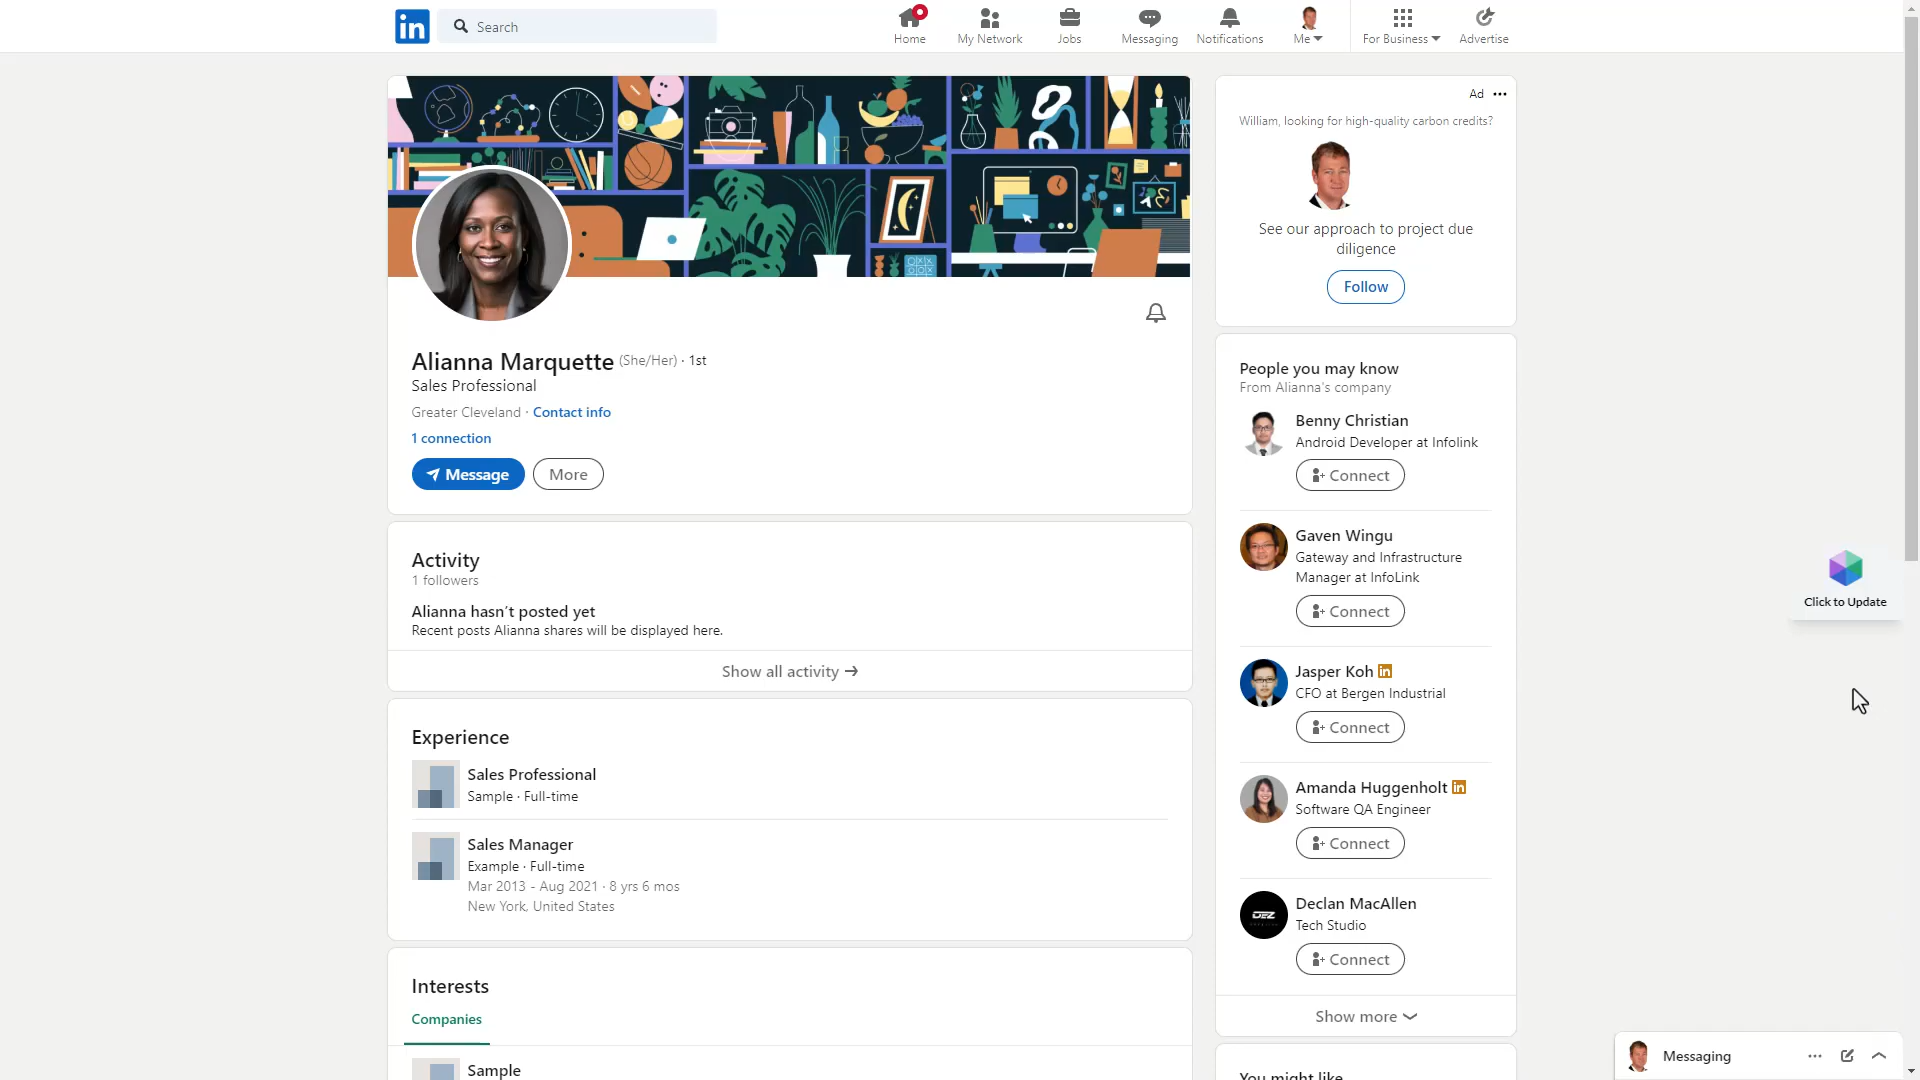 in
Search
Home
My Network
Jobs
Messaging
Notifications
Me
For Business
Advertise
Alianna Marquette (She/Her) · 1st
Sales Professional
Greater Cleveland · Contact info
1 connection
Message
More
Activity
1 followers
Alianna hasn't posted yet
Recent posts Alianna shares will be displayed here.
Show all activity →
Experience
Sales Professional
Sample · Full-time
Sales Manager
Example · Full-time
Mar 2013 - Aug 2021 · 8 yrs 6 mos
New York, United States
Interests
Companies
Sample
Ad
William, looking for high-quality carbon credits?
See our approach to project due
diligence
Follow
People you may know
From Alianna's company
Benny Christian
Android Developer at Infolink
Connect
Gaven Wingu
Gateway and Infrastructure
Manager at InfoLink
Connect
Jasper Koh in
CFO at Bergen Industrial
Connect
Amanda Huggenholt in
Software QA Engineer
Connect
DEZ
Declan MacAllen
Tech Studio
Connect
Show more
You might like
Click to Update
Messaging